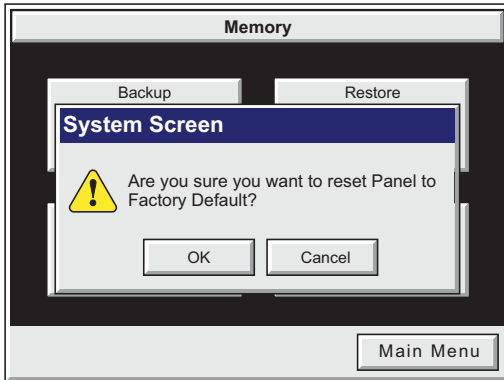 Memory
Backup
Restore
System Screen
Are you sure you want to reset Panel to
Factory Default?
OK
Cancel
Main Menu